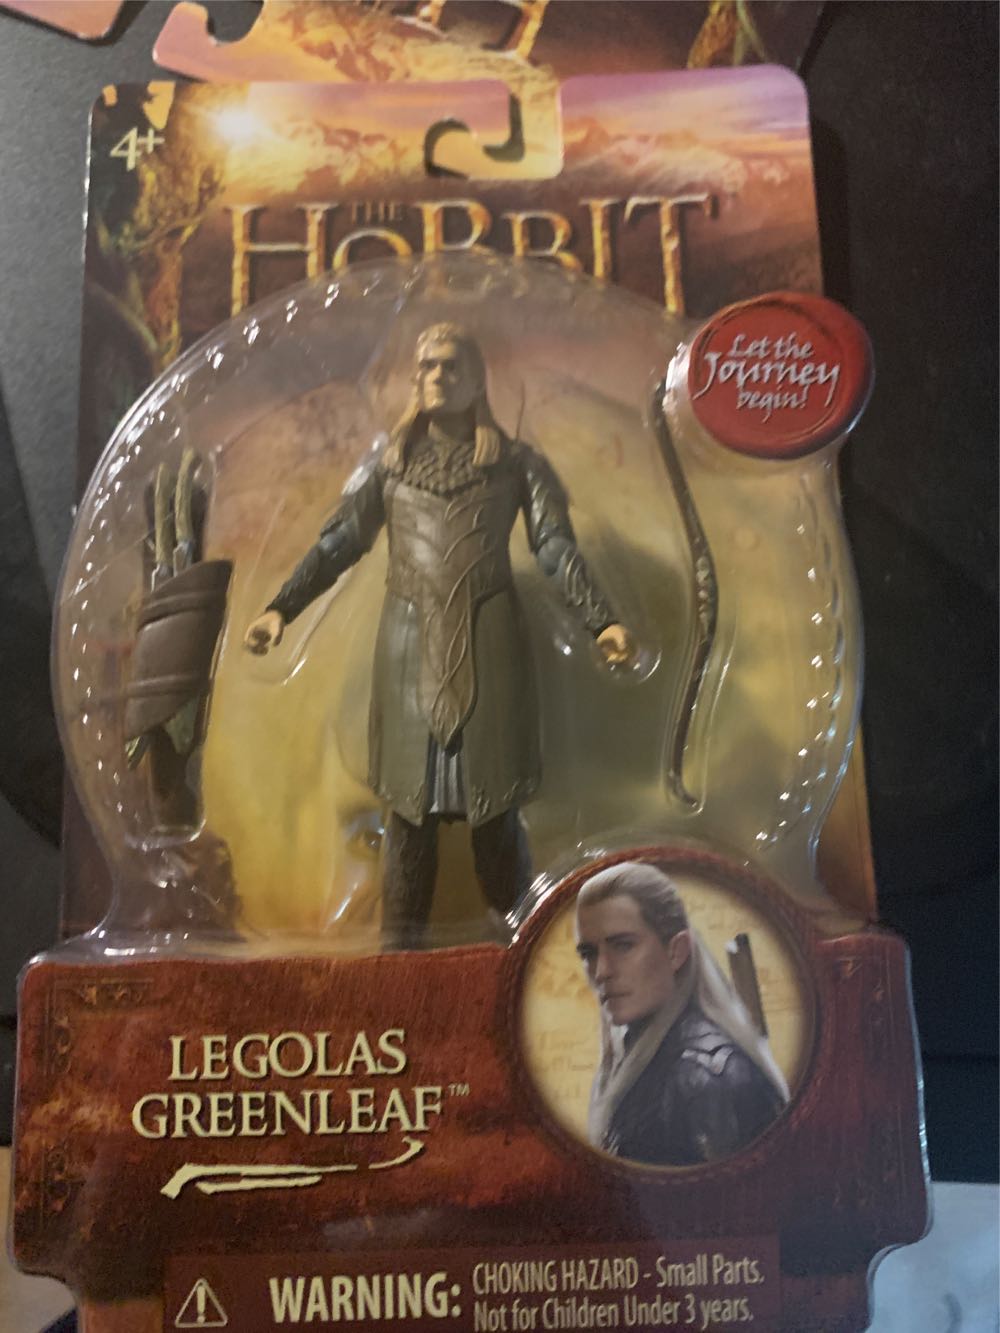 4+
THE
HOBBIT
Let the
Journey
begin!
LEGOLAS
GREENLEAF™
WARNING: CHOKING HAZARD - Small Parts.
Not for Children Under 3 years.